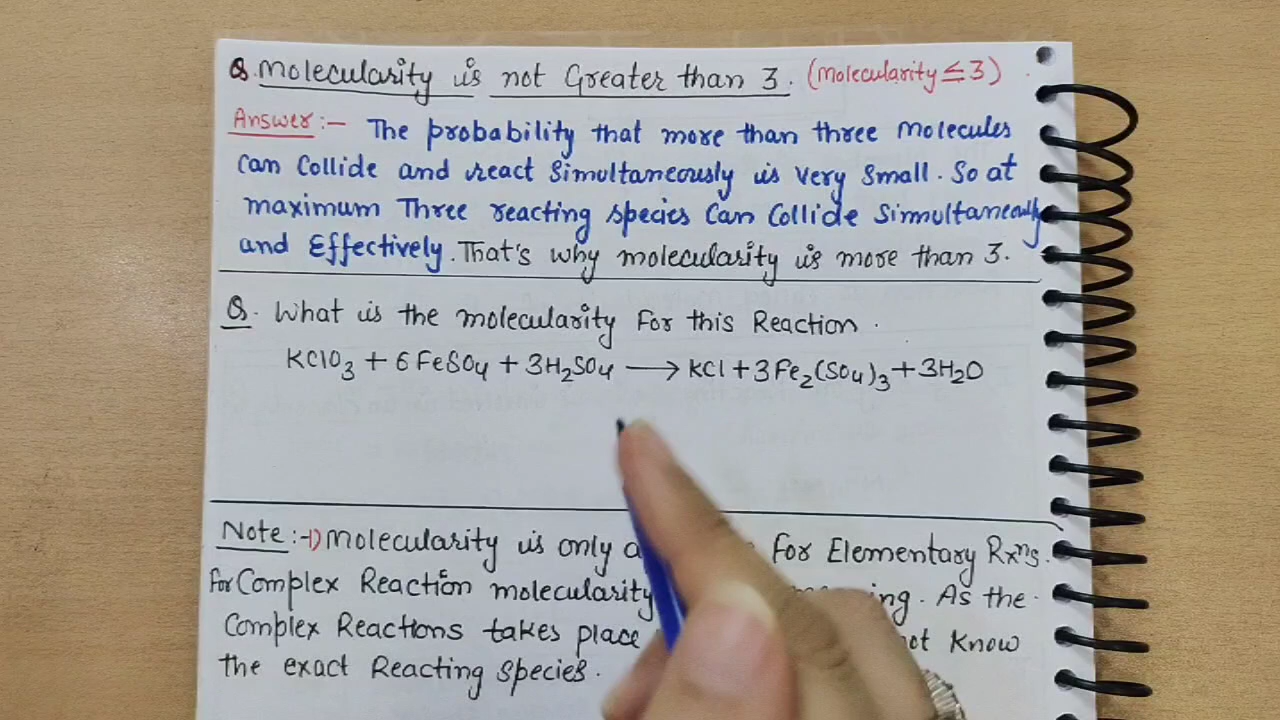 Q. Molecularity is not Greater than 3. (Molecularity ≤ 3)
Answer :- The probability that more than three Molecules
can Collide and react Simultaneously is Very Small. So at
maximum Three reacting species Can Collide Simultaneously
and Effectively. That's why molecularity is more than 3.
Q. What is the molecularity For this Reaction.
KClO₃ + 6FeSO₄ + 3H₂SO₄ ⟶ KCl + 3Fe₂(SO₄)₃ + 3H₂O
Note :- 1) Molecularity is only For Elementary Rxⁿs.
For Complex Reaction molecularity As the
Complex Reactions takes place not Know
the exact Reacting Species.